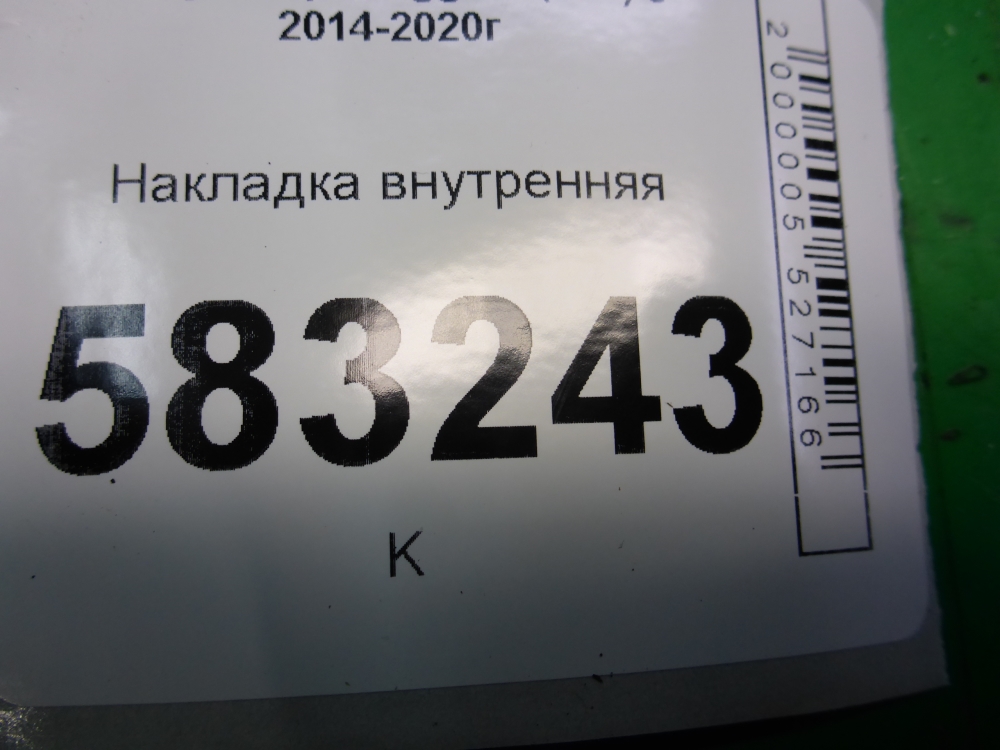 2014-2020г
Накладка внутренняя
583243
К
2000005527166